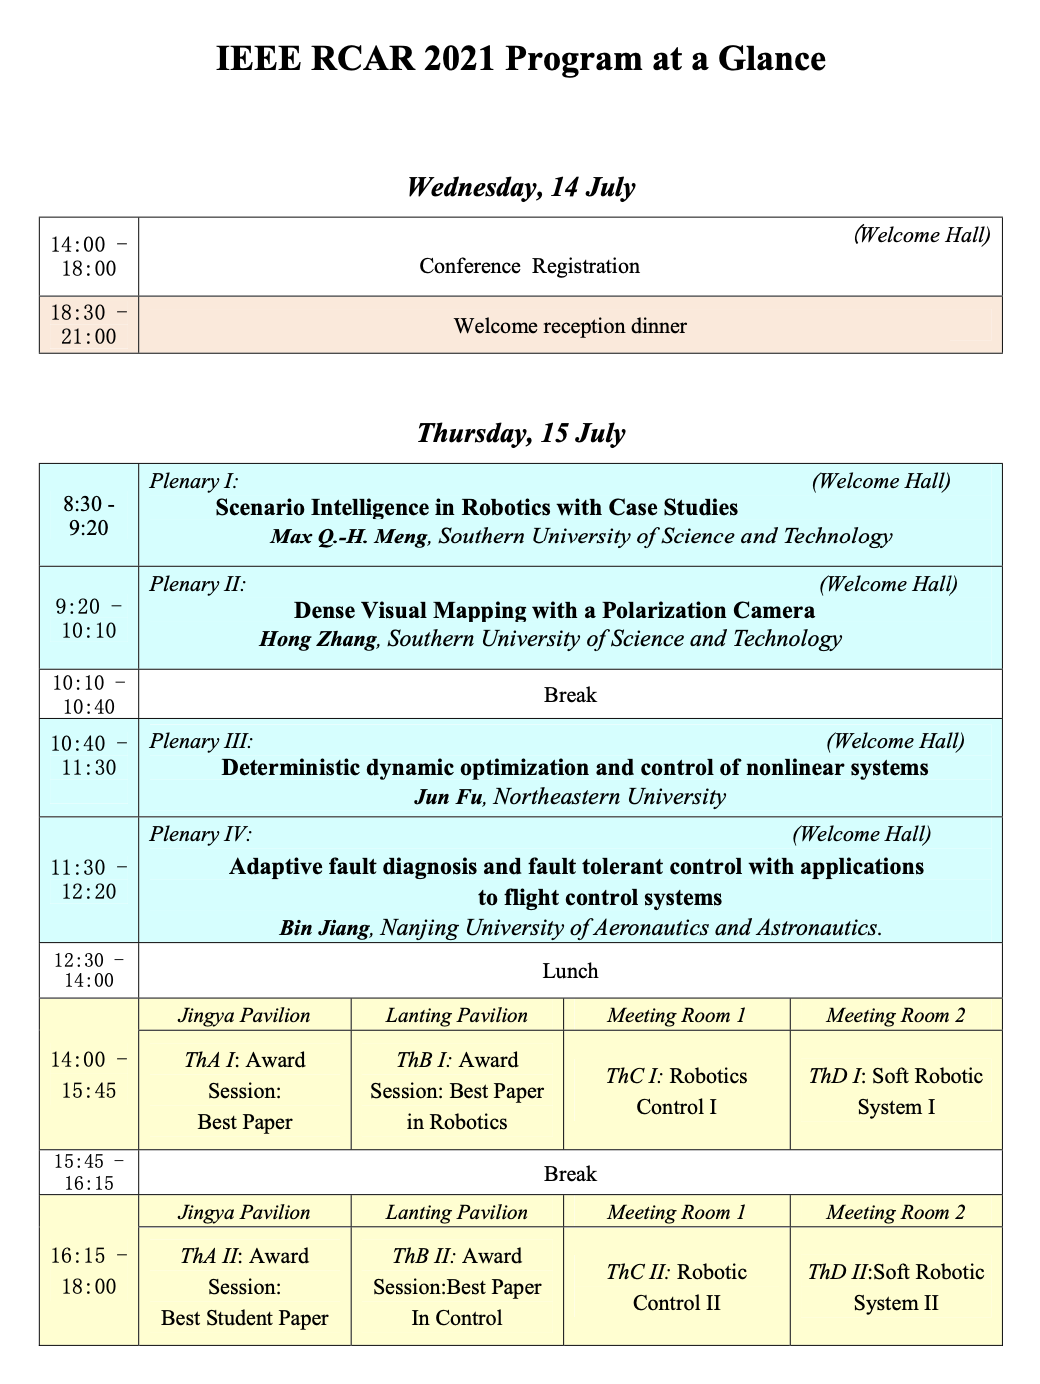 IEEE RCAR 2021 Program at a Glance
Wednesday, 14 July
14:00 –
18:00
(Welcome Hall)
Conference Registration
18:30 –
21:00
Welcome reception dinner
Thursday, 15 July
8:30 -
9:20
Plenary I: (Welcome Hall)
Scenario Intelligence in Robotics with Case Studies
Max Q.-H. Meng, Southern University of Science and Technology
9:20 –
10:10
Plenary II: (Welcome Hall)
Dense Visual Mapping with a Polarization Camera
Hong Zhang, Southern University of Science and Technology
10:10 –
10:40
Break
10:40 –
11:30
Plenary III: (Welcome Hall)
Deterministic dynamic optimization and control of nonlinear systems
Jun Fu, Northeastern University
11:30 –
12:20
Plenary IV: (Welcome Hall)
Adaptive fault diagnosis and fault tolerant control with applications
to flight control systems
Bin Jiang, Nanjing University of Aeronautics and Astronautics.
12:30 –
14:00
Lunch
14:00 –
15:45
Jingya Pavilion
ThA I: Award
Session:
Best Paper
Lanting Pavilion
ThB I: Award
Session: Best Paper
in Robotics
Meeting Room 1
ThC I: Robotics
Control I
Meeting Room 2
ThD I: Soft Robotic
System I
15:45 –
16:15
Break
16:15 –
18:00
Jingya Pavilion
ThA II: Award
Session:
Best Student Paper
Lanting Pavilion
ThB II: Award
Session:Best Paper
In Control
Meeting Room 1
ThC II: Robotic
Control II
Meeting Room 2
ThD II:Soft Robotic
System II